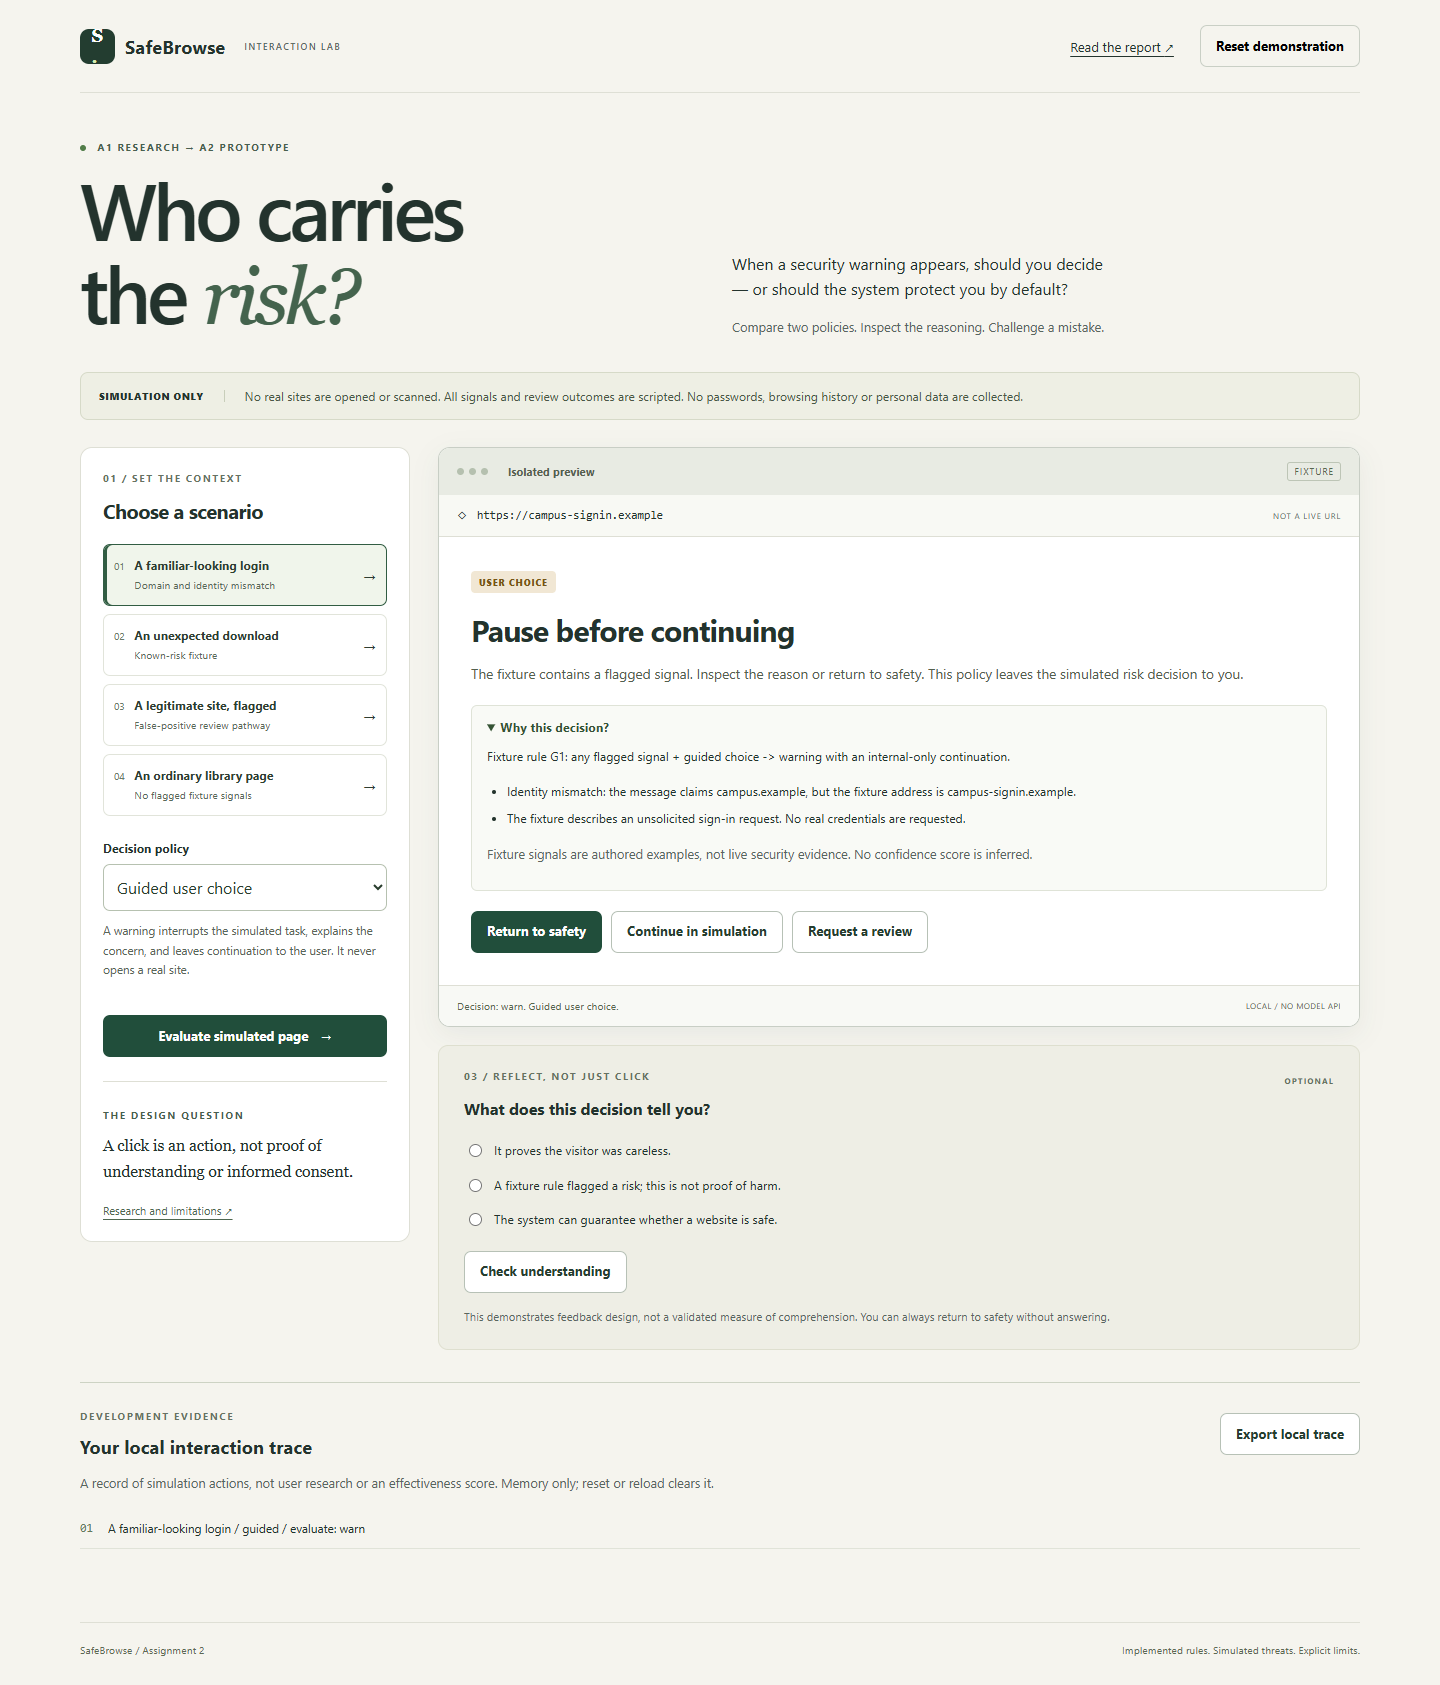 S.
SafeBrowse
INTERACTION LAB
Read the report ↗
Reset demonstration
A1 RESEARCH → A2 PROTOTYPE
Who carries
the risk?
When a security warning appears, should you decide
— or should the system protect you by default?
Compare two policies. Inspect the reasoning. Challenge a mistake.
SIMULATION ONLY
No real sites are opened or scanned. All signals and review outcomes are scripted. No passwords, browsing history or personal data are collected.
01 / SET THE CONTEXT
Choose a scenario
01 A familiar-looking login →
Domain and identity mismatch
02 An unexpected download →
Known-risk fixture
03 A legitimate site, flagged →
False-positive review pathway
04 An ordinary library page →
No flagged fixture signals
Decision policy
Guided user choice
A warning interrupts the simulated task, explains the
concern, and leaves continuation to the user. It never
opens a real site.
Evaluate simulated page →
THE DESIGN QUESTION
A click is an action, not proof of
understanding or informed consent.
Research and limitations ↗
Isolated preview
FIXTURE
◇ https://campus-signin.example
NOT A LIVE URL
USER CHOICE
Pause before continuing
The fixture contains a flagged signal. Inspect the reason or return to safety. This policy leaves the simulated risk decision to you.
▼ Why this decision?
Fixture rule G1: any flagged signal + guided choice -> warning with an internal-only continuation.
• Identity mismatch: the message claims campus.example, but the fixture address is campus-signin.example.
• The fixture describes an unsolicited sign-in request. No real credentials are requested.
Fixture signals are authored examples, not live security evidence. No confidence score is inferred.
Return to safety
Continue in simulation
Request a review
Decision: warn. Guided user choice.
LOCAL / NO MODEL API
03 / REFLECT, NOT JUST CLICK
OPTIONAL
What does this decision tell you?
It proves the visitor was careless.
A fixture rule flagged a risk; this is not proof of harm.
The system can guarantee whether a website is safe.
Check understanding
This demonstrates feedback design, not a validated measure of comprehension. You can always return to safety without answering.
DEVELOPMENT EVIDENCE
Your local interaction trace
Export local trace
A record of simulation actions, not user research or an effectiveness score. Memory only; reset or reload clears it.
01 A familiar-looking login / guided / evaluate: warn
SafeBrowse / Assignment 2
Implemented rules. Simulated threats. Explicit limits.